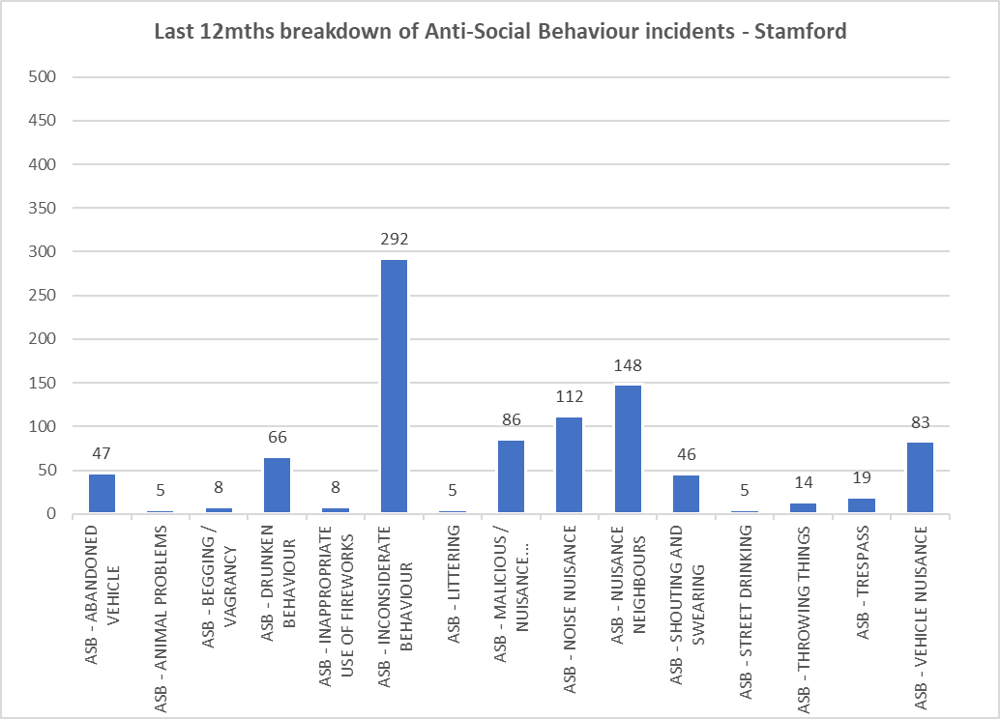 Last 12mths breakdown of Anti-Social Behaviour incidents - Stamford
500
450
400
350
300
250
200
150
100
50
0
47
5
8
66
8
292
5
86
112
148
46
5
14
19
83
ASB - ABANDONED
VEHICLE
ASB - ANIMAL PROBLEMS
ASB - BEGGING /
VAGRANCY
ASB - DRUNKEN
BEHAVIOUR
ASB - INAPPROPRIATE
USE OF FIREWORKS
ASB - INCONSIDERATE
BEHAVIOUR
ASB - LITTERING
ASB - MALICIOUS /
NUISANCE...
ASB - NOISE NUISANCE
ASB - NUISANCE
NEIGHBOURS
ASB - SHOUTING AND
SWEARING
ASB - STREET DRINKING
ASB - THROWING THINGS
ASB - TRESPASS
ASB - VEHICLE NUISANCE